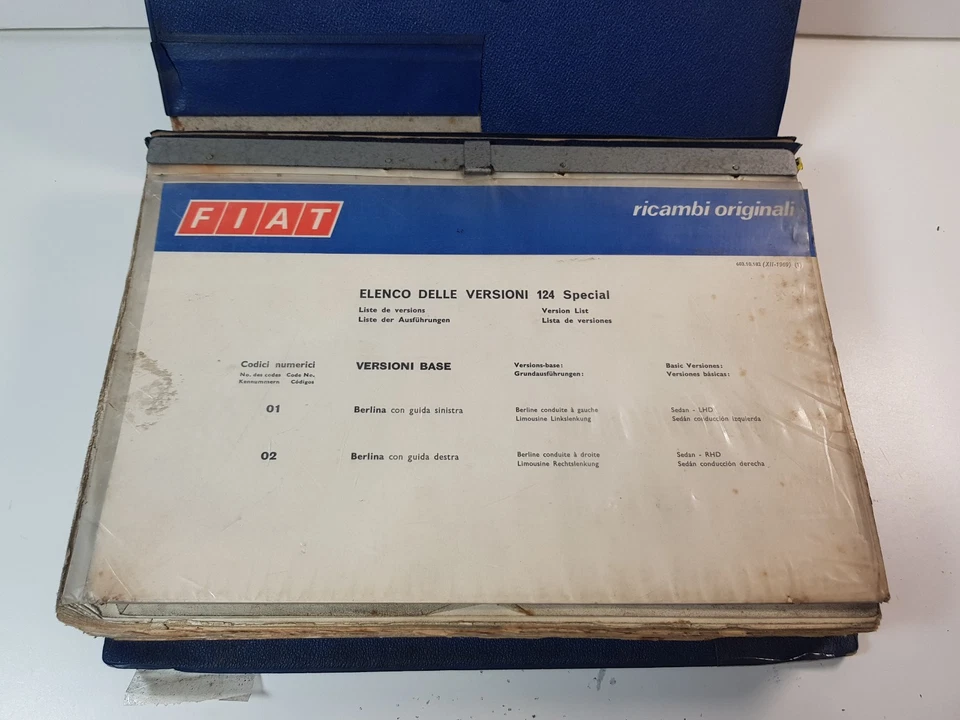 FIAT
ricambi originali
(XII-1969)
ELENCO DELLE VERSIONI 124 Special
Liste de versions Version List
Liste der Ausführungen Lista de versiones
Codici numerici VERSIONI BASE Versions-base: Basic Versiones:
No. des codes Code No. Grundausführungen: Versiones básicas:
Kennummern Códigos
01 Berlina con guida sinistra Berline conduite à gauche Sedan - LHD
Limousine Linkslenkung Sedán conducción izquierda
02 Berlina con guida destra Berline conduite à droite Sedan - RHD
Limousine Rechtslenkung Sedán conducción derecha